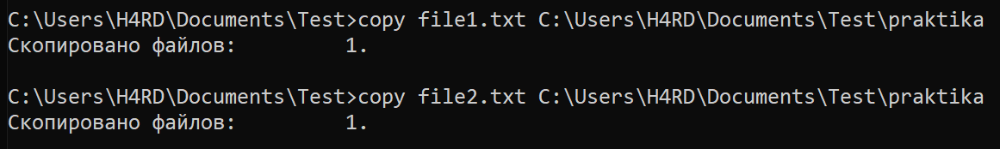 C:\Users\H4RD\Documents\Test>copy file1.txt C:\Users\H4RD\Documents\Test\praktika
Скопировано файлов:         1.
C:\Users\H4RD\Documents\Test>copy file2.txt C:\Users\H4RD\Documents\Test\praktika
Скопировано файлов:         1.